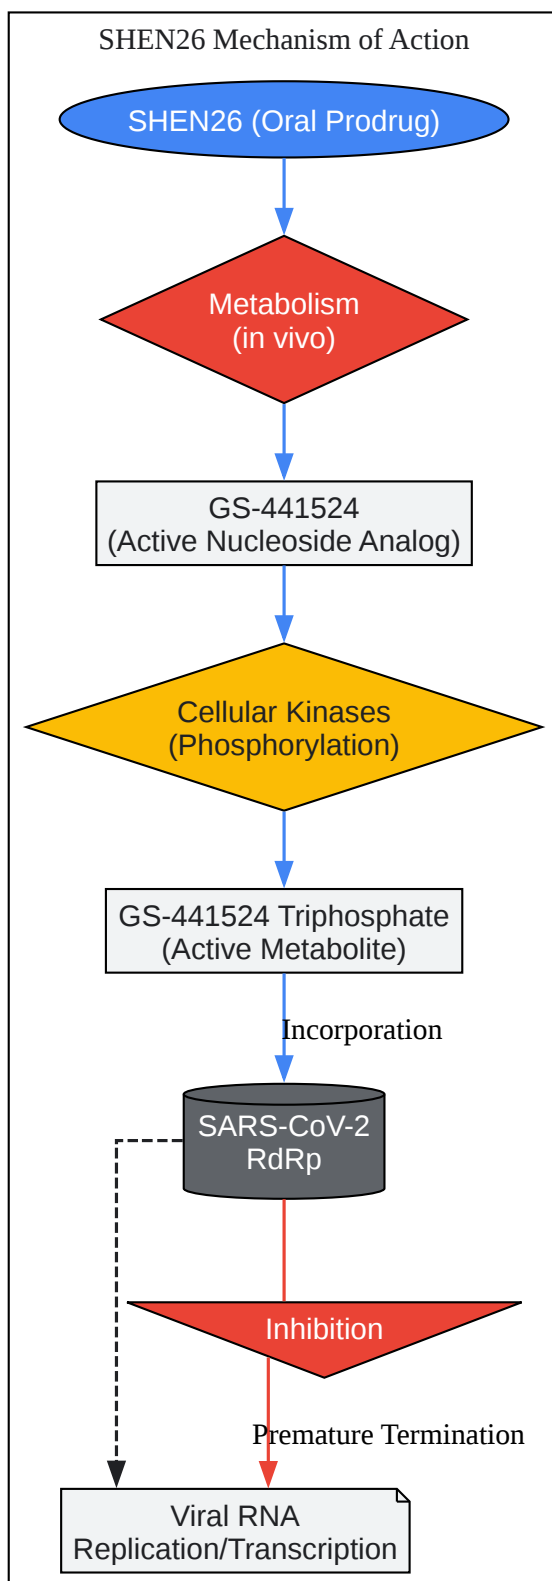 SHEN26 Mechanism of Action
SHEN26 (Oral Prodrug)
Metabolism
(in vivo)
GS-441524
(Active Nucleoside Analog)
Cellular Kinases
(Phosphorylation)
GS-441524 Triphosphate
(Active Metabolite)
Incorporation
SARS-CoV-2
RdRp
Inhibition
Premature Termination
Viral RNA
Replication/Transcription